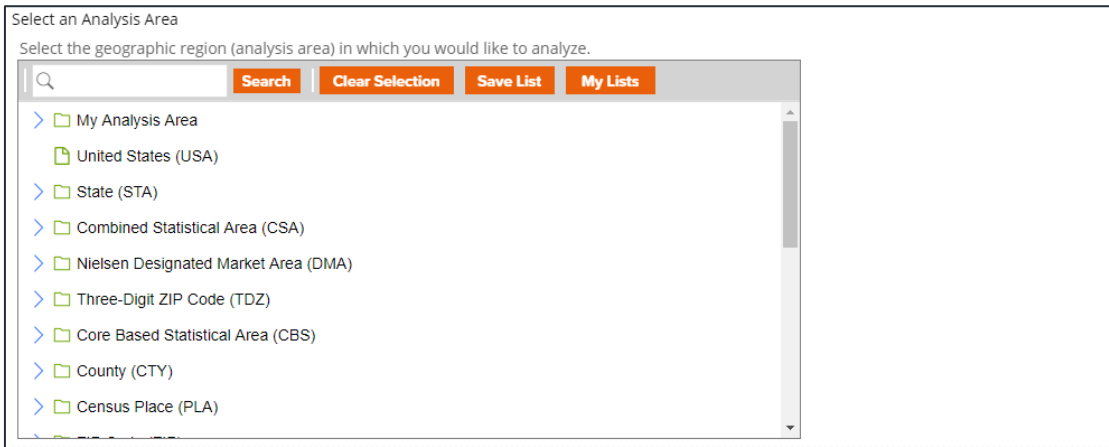 Select an Analysis Area
Select the geographic region (analysis area) in which you would like to analyze.
Search Clear Selection Save List My Lists
My Analysis Area
United States (USA)
State (STA)
Combined Statistical Area (CSA)
Nielsen Designated Market Area (DMA)
Three-Digit ZIP Code (TDZ)
Core Based Statistical Area (CBS)
County (CTY)
Census Place (PLA)